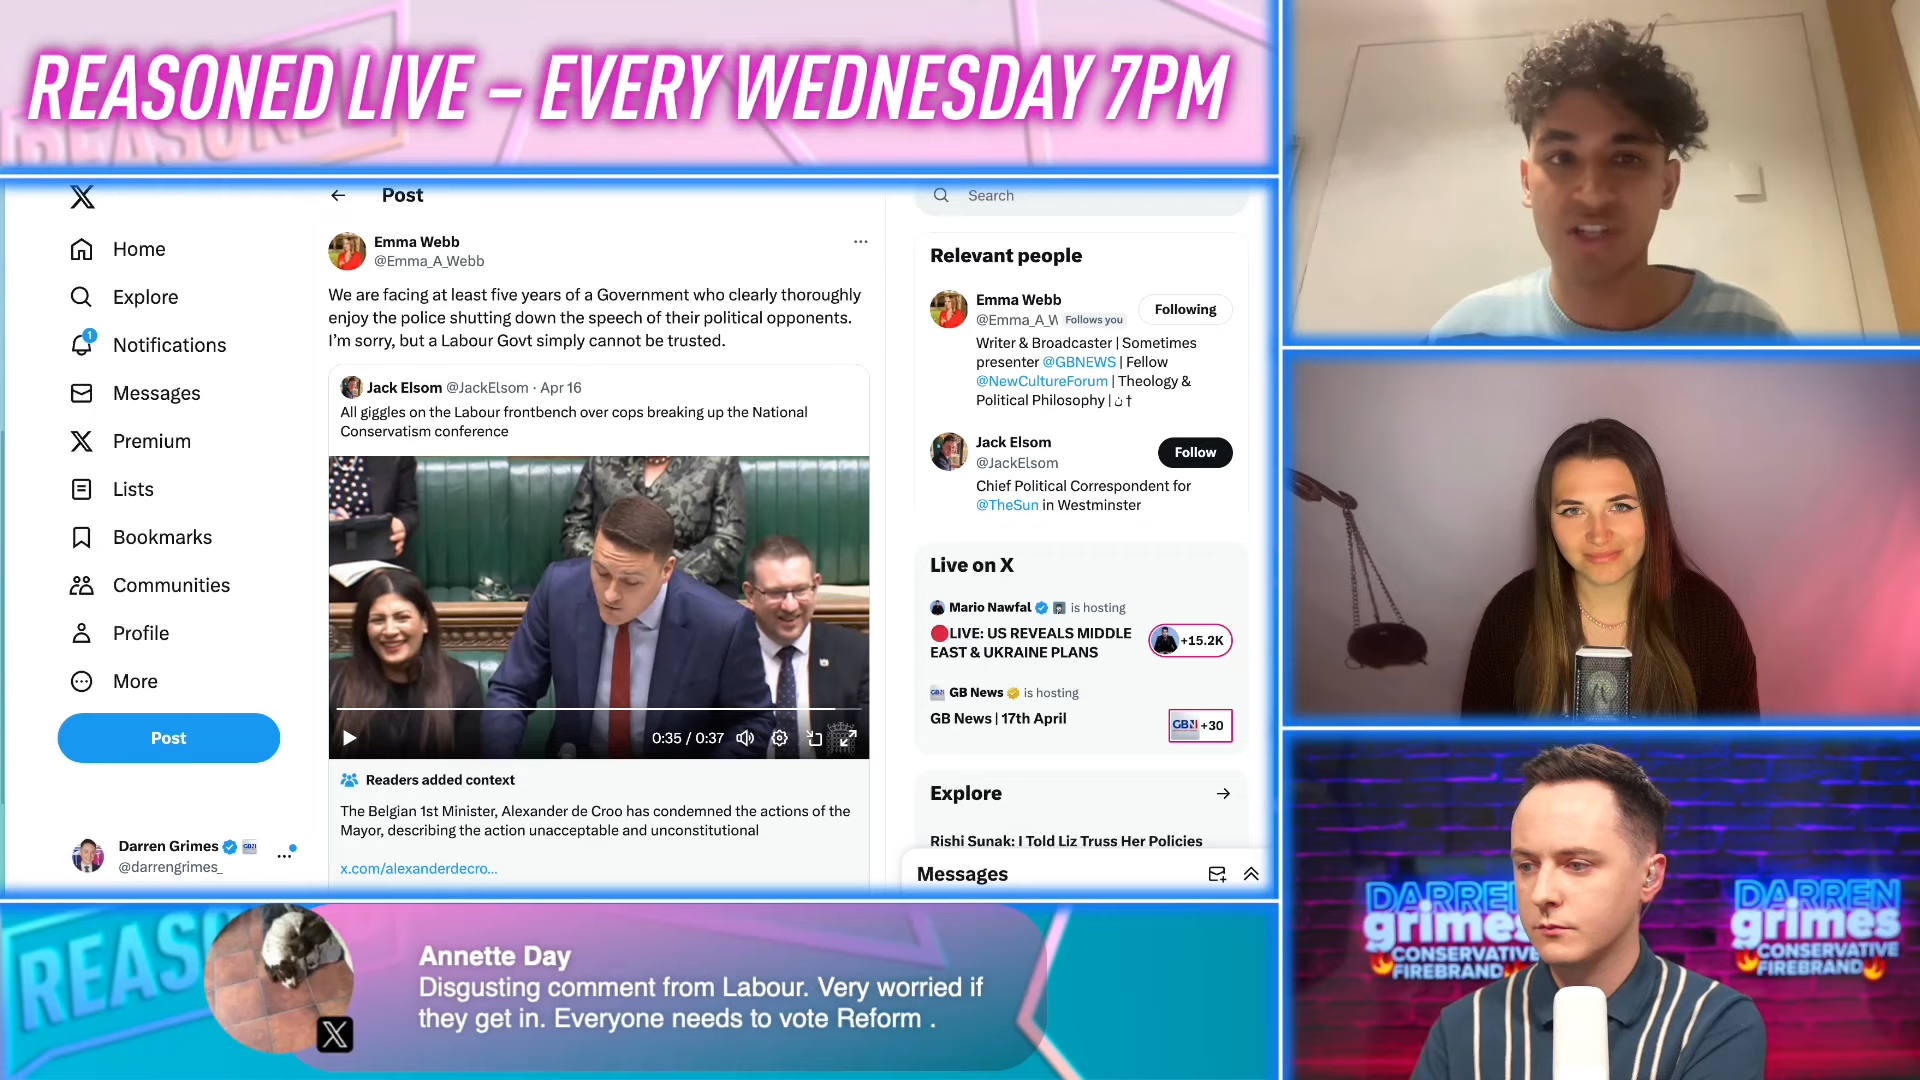 REASONED LIVE – EVERY WEDNESDAY 7PM
Post
Search
Home
Explore
Notifications
1
Messages
Premium
Lists
Bookmarks
Communities
Profile
More
Post
Darren Grimes
@darrengrimes_
Emma Webb
@Emma_A_Webb
We are facing at least five years of a Government who clearly thoroughly
enjoy the police shutting down the speech of their political opponents.
I'm sorry, but a Labour Govt simply cannot be trusted.
Jack Elsom @JackElsom · Apr 16
All giggles on the Labour frontbench over cops breaking up the National
Conservatism conference
0:35 / 0:37
Readers added context
The Belgian 1st Minister, Alexander de Croo has condemned the actions of the
Mayor, describing the action unacceptable and unconstitutional
x.com/alexanderdecro...
Relevant people
Emma Webb
@Emma_A_W Follows you
Following
Writer & Broadcaster | Sometimes
presenter @GBNEWS | Fellow
@NewCultureForum | Theology &
Political Philosophy | ن †
Jack Elsom
@JackElsom
Follow
Chief Political Correspondent for
@TheSun in Westminster
Live on X
Mario Nawfal is hosting
LIVE: US REVEALS MIDDLE
EAST & UKRAINE PLANS
+15.2K
GB News is hosting
GB News | 17th April
GBN +30
Explore
Rishi Sunak: I Told Liz Truss Her Policies
Messages
REAS
Annette Day
Disgusting comment from Labour. Very worried if
they get in. Everyone needs to vote Reform .
DARREN
grimes
CONSERVATIVE
FIREBRAND
DARREN
grimes
CONSERVATIVE
FIREBRAND